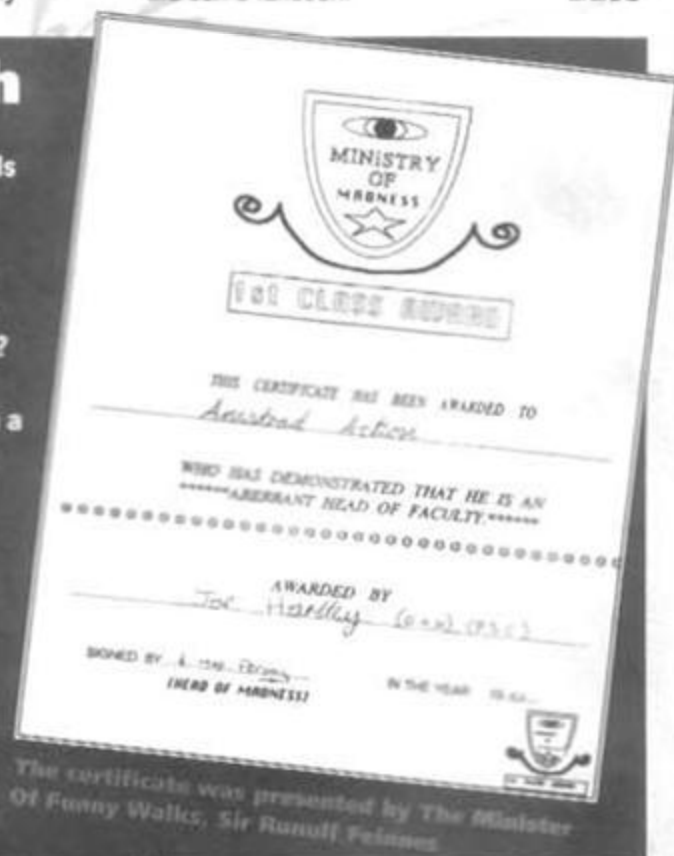 MINISTRY
OF
MADNESS
1st CLASS AWARD
THIS CERTIFICATE HAS BEEN AWARDED TO
Amstrad Action
WHO HAS DEMONSTRATED THAT HE IS AN
******ABERRANT HEAD OF FACULTY.******
AWARDED BY
Joe
SIGNED BY
(HEAD OF MADNESS)
IN THE YEAR
The certificate was presented by The Minister
Of Funny Walks, Sir Runuff Feinnes